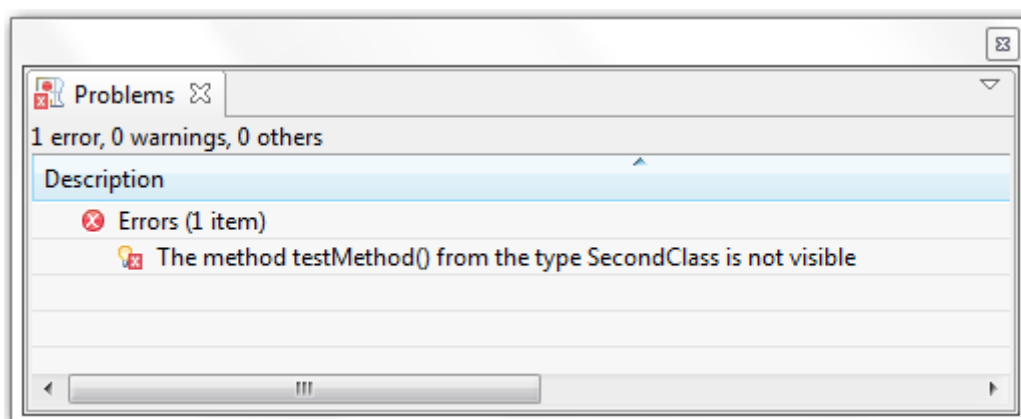 Problems
1 error, 0 warnings, 0 others
Description
Errors (1 item)
The method testMethod() from the type SecondClass is not visible